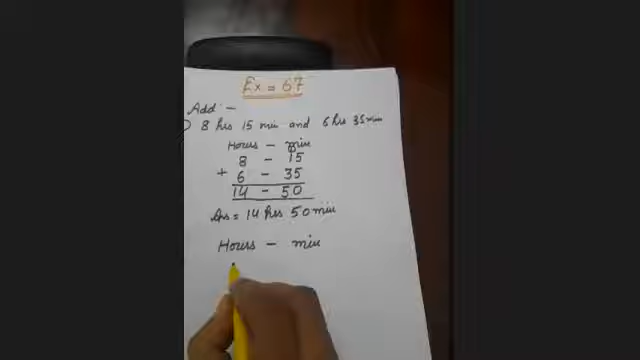 Ex = 67
Add -
8 hrs 15 min and 6 hrs 35 min
Hours - min
8 - 15
+ 6 - 35
14 - 50
Ans = 14 hrs 50 min
Hours - min